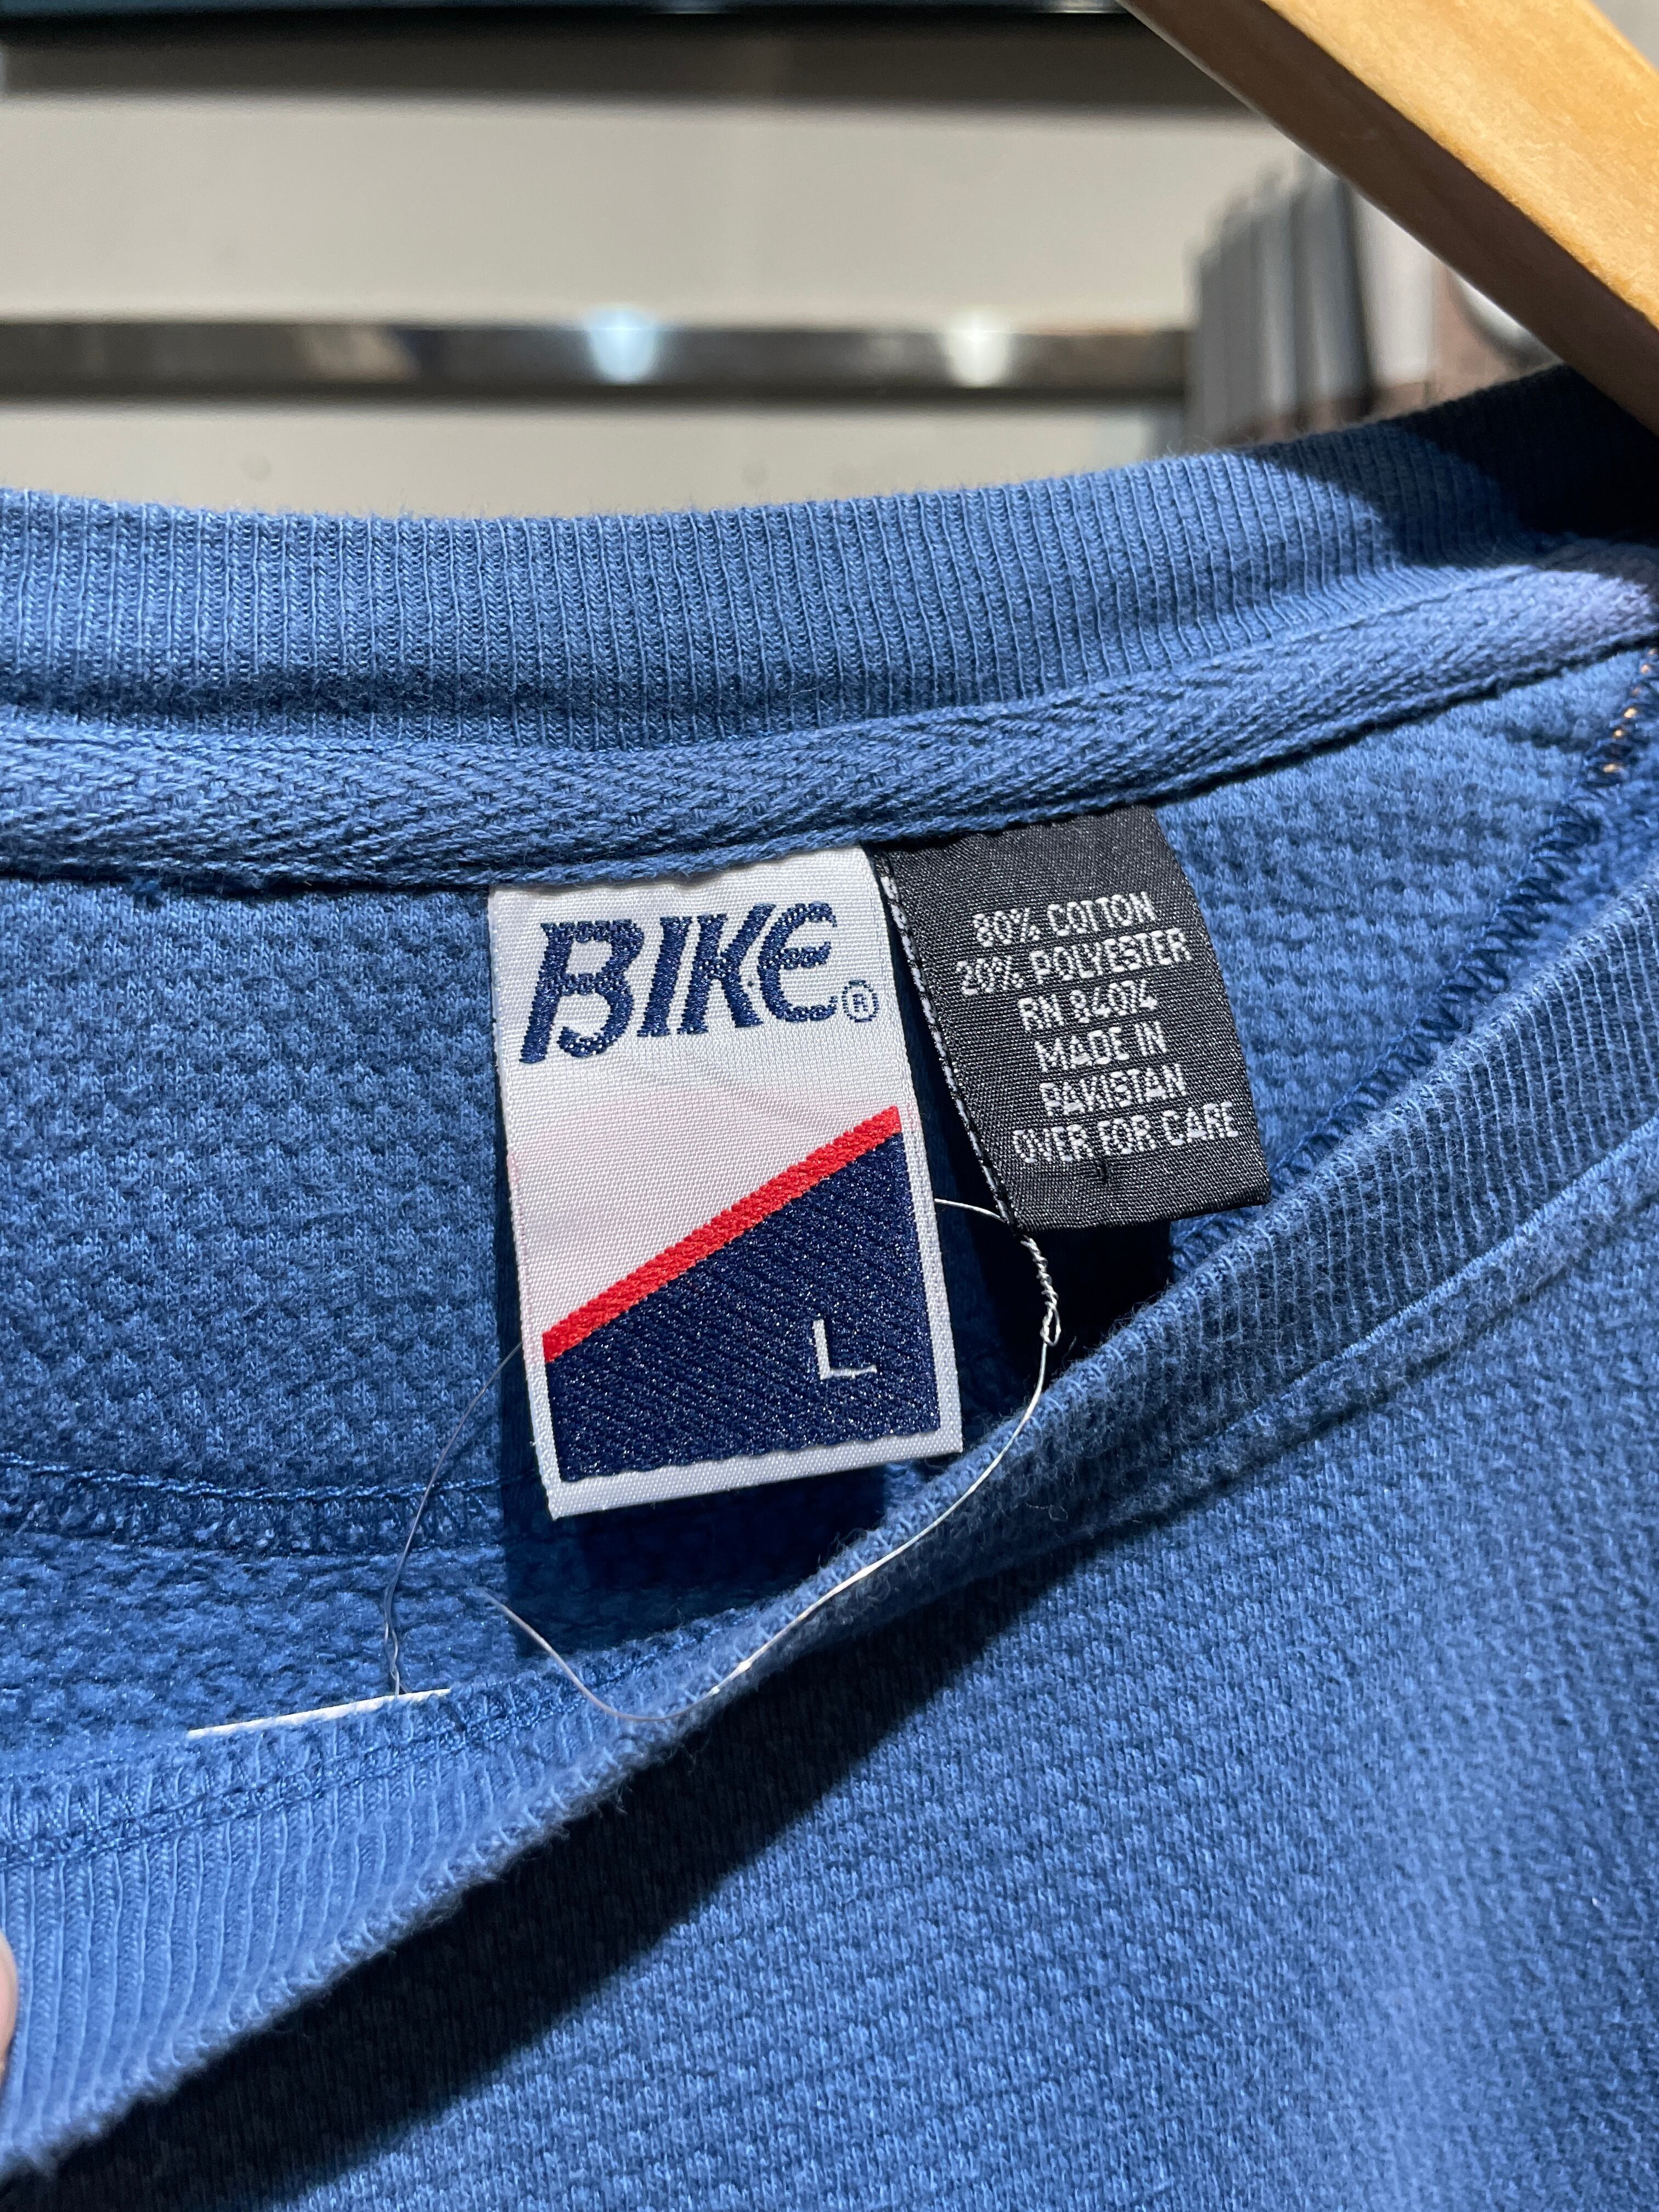 BIKE®
L
80% COTTON
20% POLYESTER
RN 84074
MADE IN
PAKISTAN
OVER FOR CARE